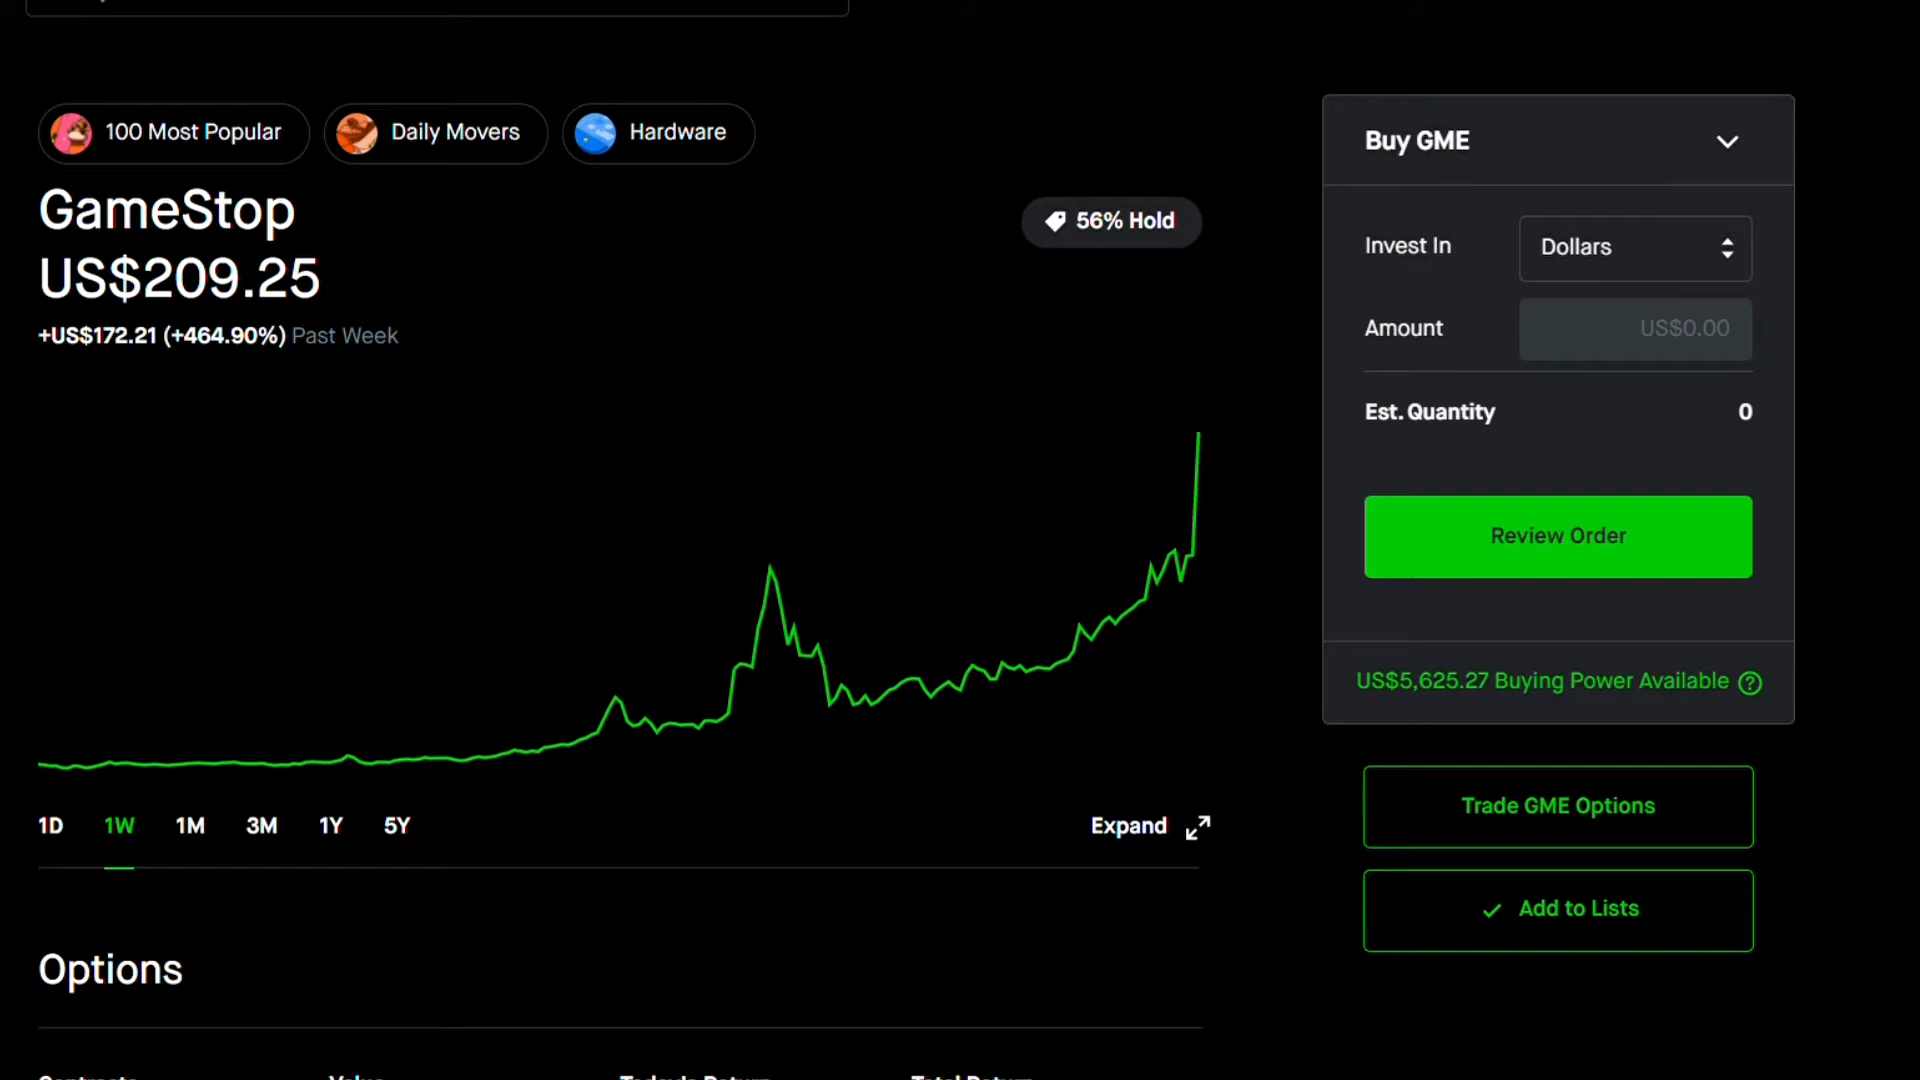 100 Most Popular
Daily Movers
Hardware
GameStop
US$209.25
+US$172.21 (+464.90%) Past Week
56% Hold
1D 1W 1M 3M 1Y 5Y
Expand
Options
Buy GME
Invest In Dollars
Amount US$0.00
Est. Quantity 0
Review Order
US$5,625.27 Buying Power Available
Trade GME Options
Add to Lists